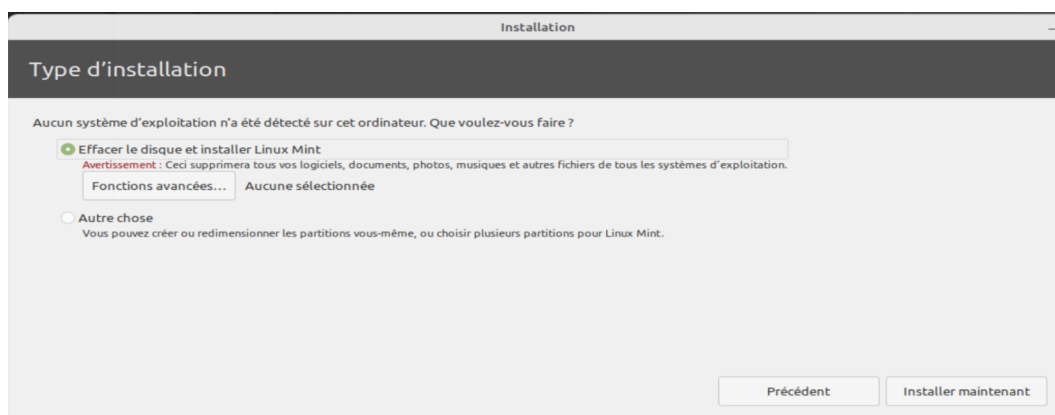 Installation
Type d’installation
Aucun système d’exploitation n’a été détecté sur cet ordinateur. Que voulez-vous faire ?
Effacer le disque et installer Linux Mint
Avertissement : Ceci supprimera tous vos logiciels, documents, photos, musiques et autres fichiers de tous les systèmes d’exploitation.
Fonctions avancées... Aucune sélectionnée
Autre chose
Vous pouvez créer ou redimensionner les partitions vous-même, ou choisir plusieurs partitions pour Linux Mint.
Précédent Installer maintenant